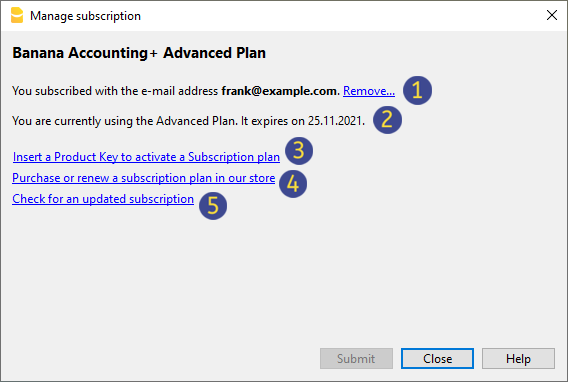 Manage subscription
Banana Accounting+ Advanced Plan
You subscribed with the e-mail address frank@example.com. Remove... 1
You are currently using the Advanced Plan. It expires on 25.11.2021. 2
Insert a Product Key to activate a Subscription plan 3
Purchase or renew a subscription plan in our store 4
Check for an updated subscription 5
Submit Close Help